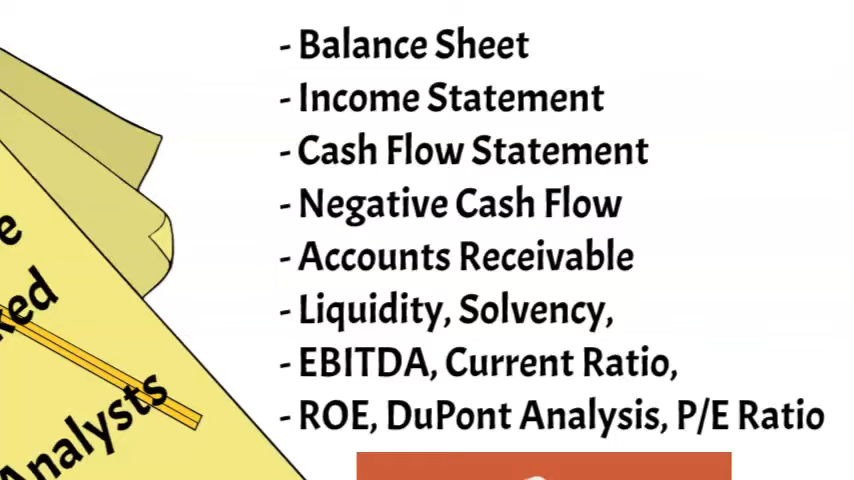 - Balance Sheet
- Income Statement
- Cash Flow Statement
- Negative Cash Flow
- Accounts Receivable
- Liquidity, Solvency,
- EBITDA, Current Ratio,
- ROE, DuPont Analysis, P/E Ratio
Analysts